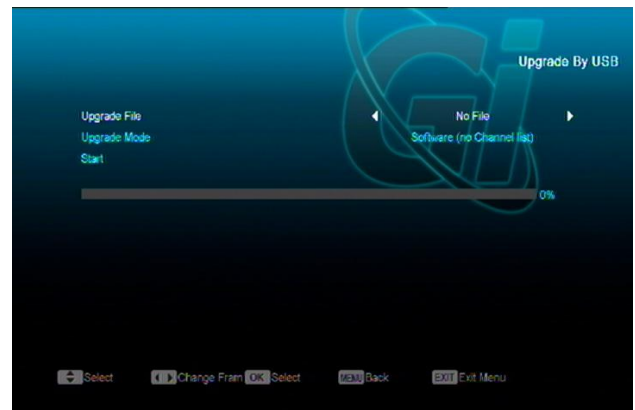 Upgrade By USB
Upgrade File No File
Upgrade Mode Software (no Channel list)
Start
0%
Select Change Fram OK Select MENU Back EXIT Exit Menu